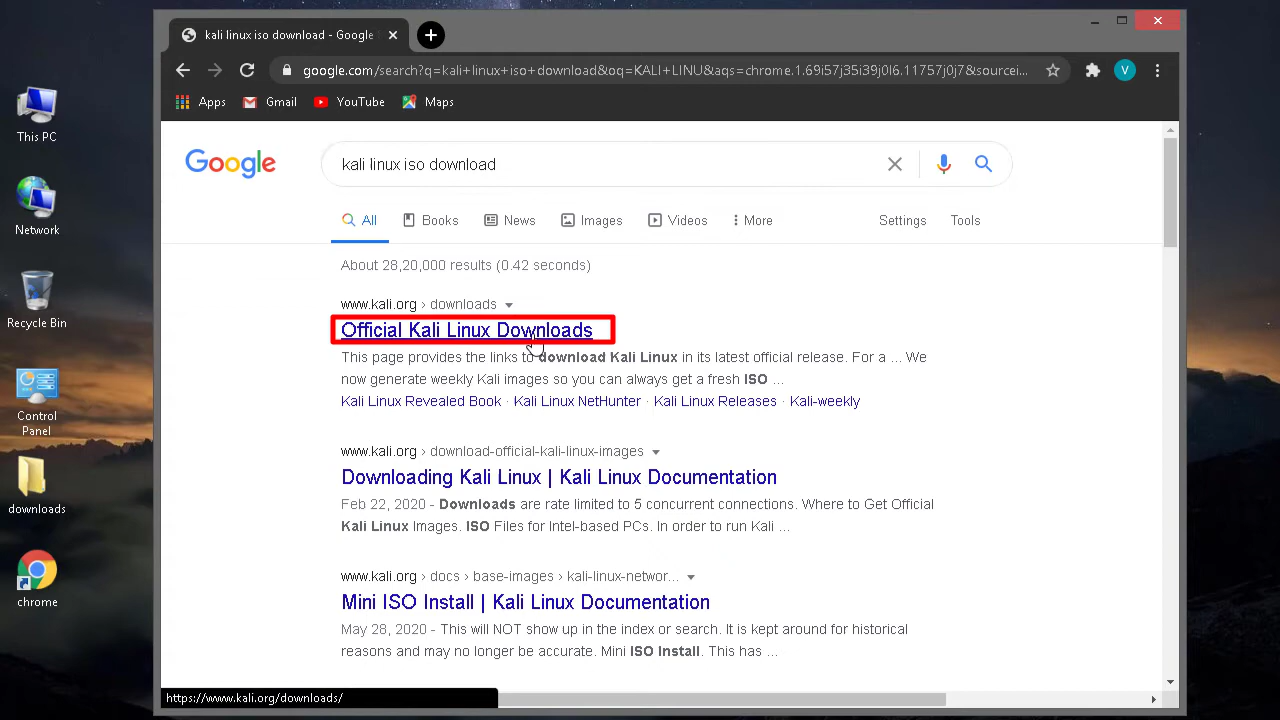 kali linux iso download - Google
google.com/search?q=kali+linux+iso+download&oq=KALI+LINU&aqs=chrome.1.69i57j35i39j0l6.11757j0j7&sourcei...
V
Apps
Gmail
YouTube
Maps
Google
kali linux iso download
All
Books
News
Images
Videos
More
Settings
Tools
About 28,20,000 results (0.42 seconds)
www.kali.org › downloads
Official Kali Linux Downloads
This page provides the links to download Kali Linux in its latest official release. For a ... We
now generate weekly Kali images so you can always get a fresh ISO ...
Kali Linux Revealed Book · Kali Linux NetHunter · Kali Linux Releases · Kali-weekly
www.kali.org › download-official-kali-linux-images
Downloading Kali Linux | Kali Linux Documentation
Feb 22, 2020 - Downloads are rate limited to 5 concurrent connections. Where to Get Official
Kali Linux Images. ISO Files for Intel-based PCs. In order to run Kali ...
www.kali.org › docs › base-images › kali-linux-networ...
Mini ISO Install | Kali Linux Documentation
May 28, 2020 - This will NOT show up in the index or search. It is kept around for historical
reasons and may no longer be accurate. Mini ISO Install. This has ...
https://www.kali.org/downloads/
This PC
Network
Recycle Bin
Control
Panel
downloads
chrome